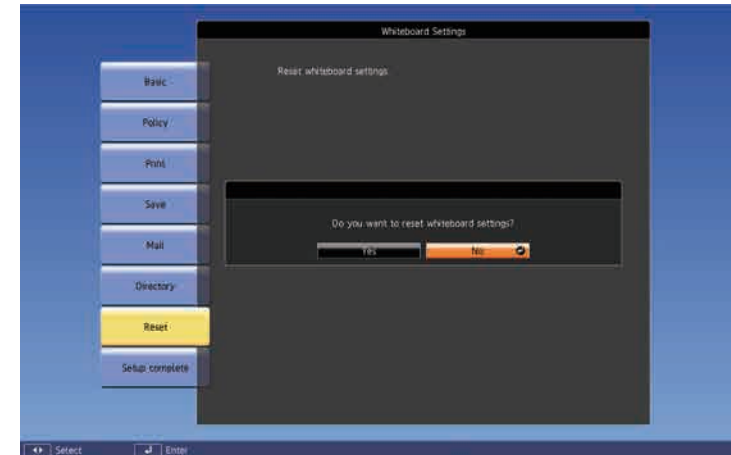 Whiteboard Settings
Reset whiteboard settings
Basic
Policy
Print
Save
Mail
Directory
Reset
Setup complete
Do you want to reset whiteboard settings?
Yes
No
Select
Enter